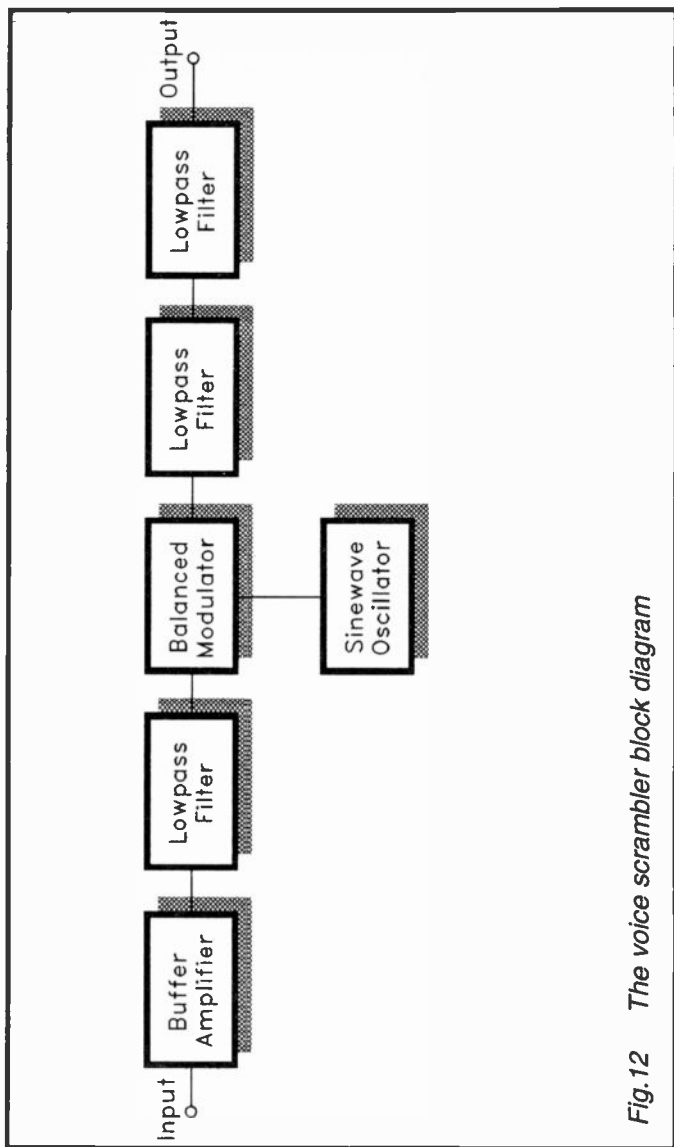 Input
Buffer
Amplifier
Lowpass
Filter
Balanced
Modulator
Sinewave
Oscillator
Lowpass
Filter
Lowpass
Filter
Output
Fig.12 The voice scrambler block diagram